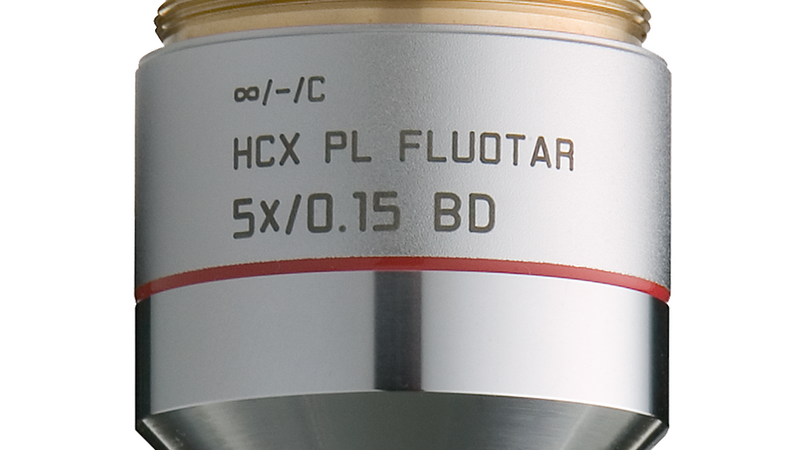 ∞/-/C
HCX PL FLUOTAR
5x/0.15 BD